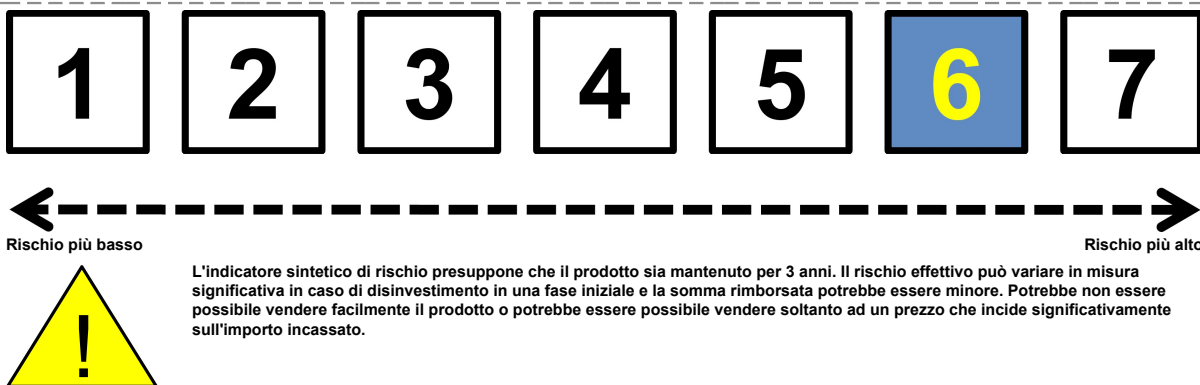 1 2 3 4 5 6 7
Rischio più basso Rischio più alto
L'indicatore sintetico di rischio presuppone che il prodotto sia mantenuto per 3 anni. Il rischio effettivo può variare in misura
significativa in caso di disinvestimento in una fase iniziale e la somma rimborsata potrebbe essere minore. Potrebbe non essere
possibile vendere facilmente il prodotto o potrebbe essere possibile vendere soltanto ad un prezzo che incide significativamente
sull'importo incassato.
!